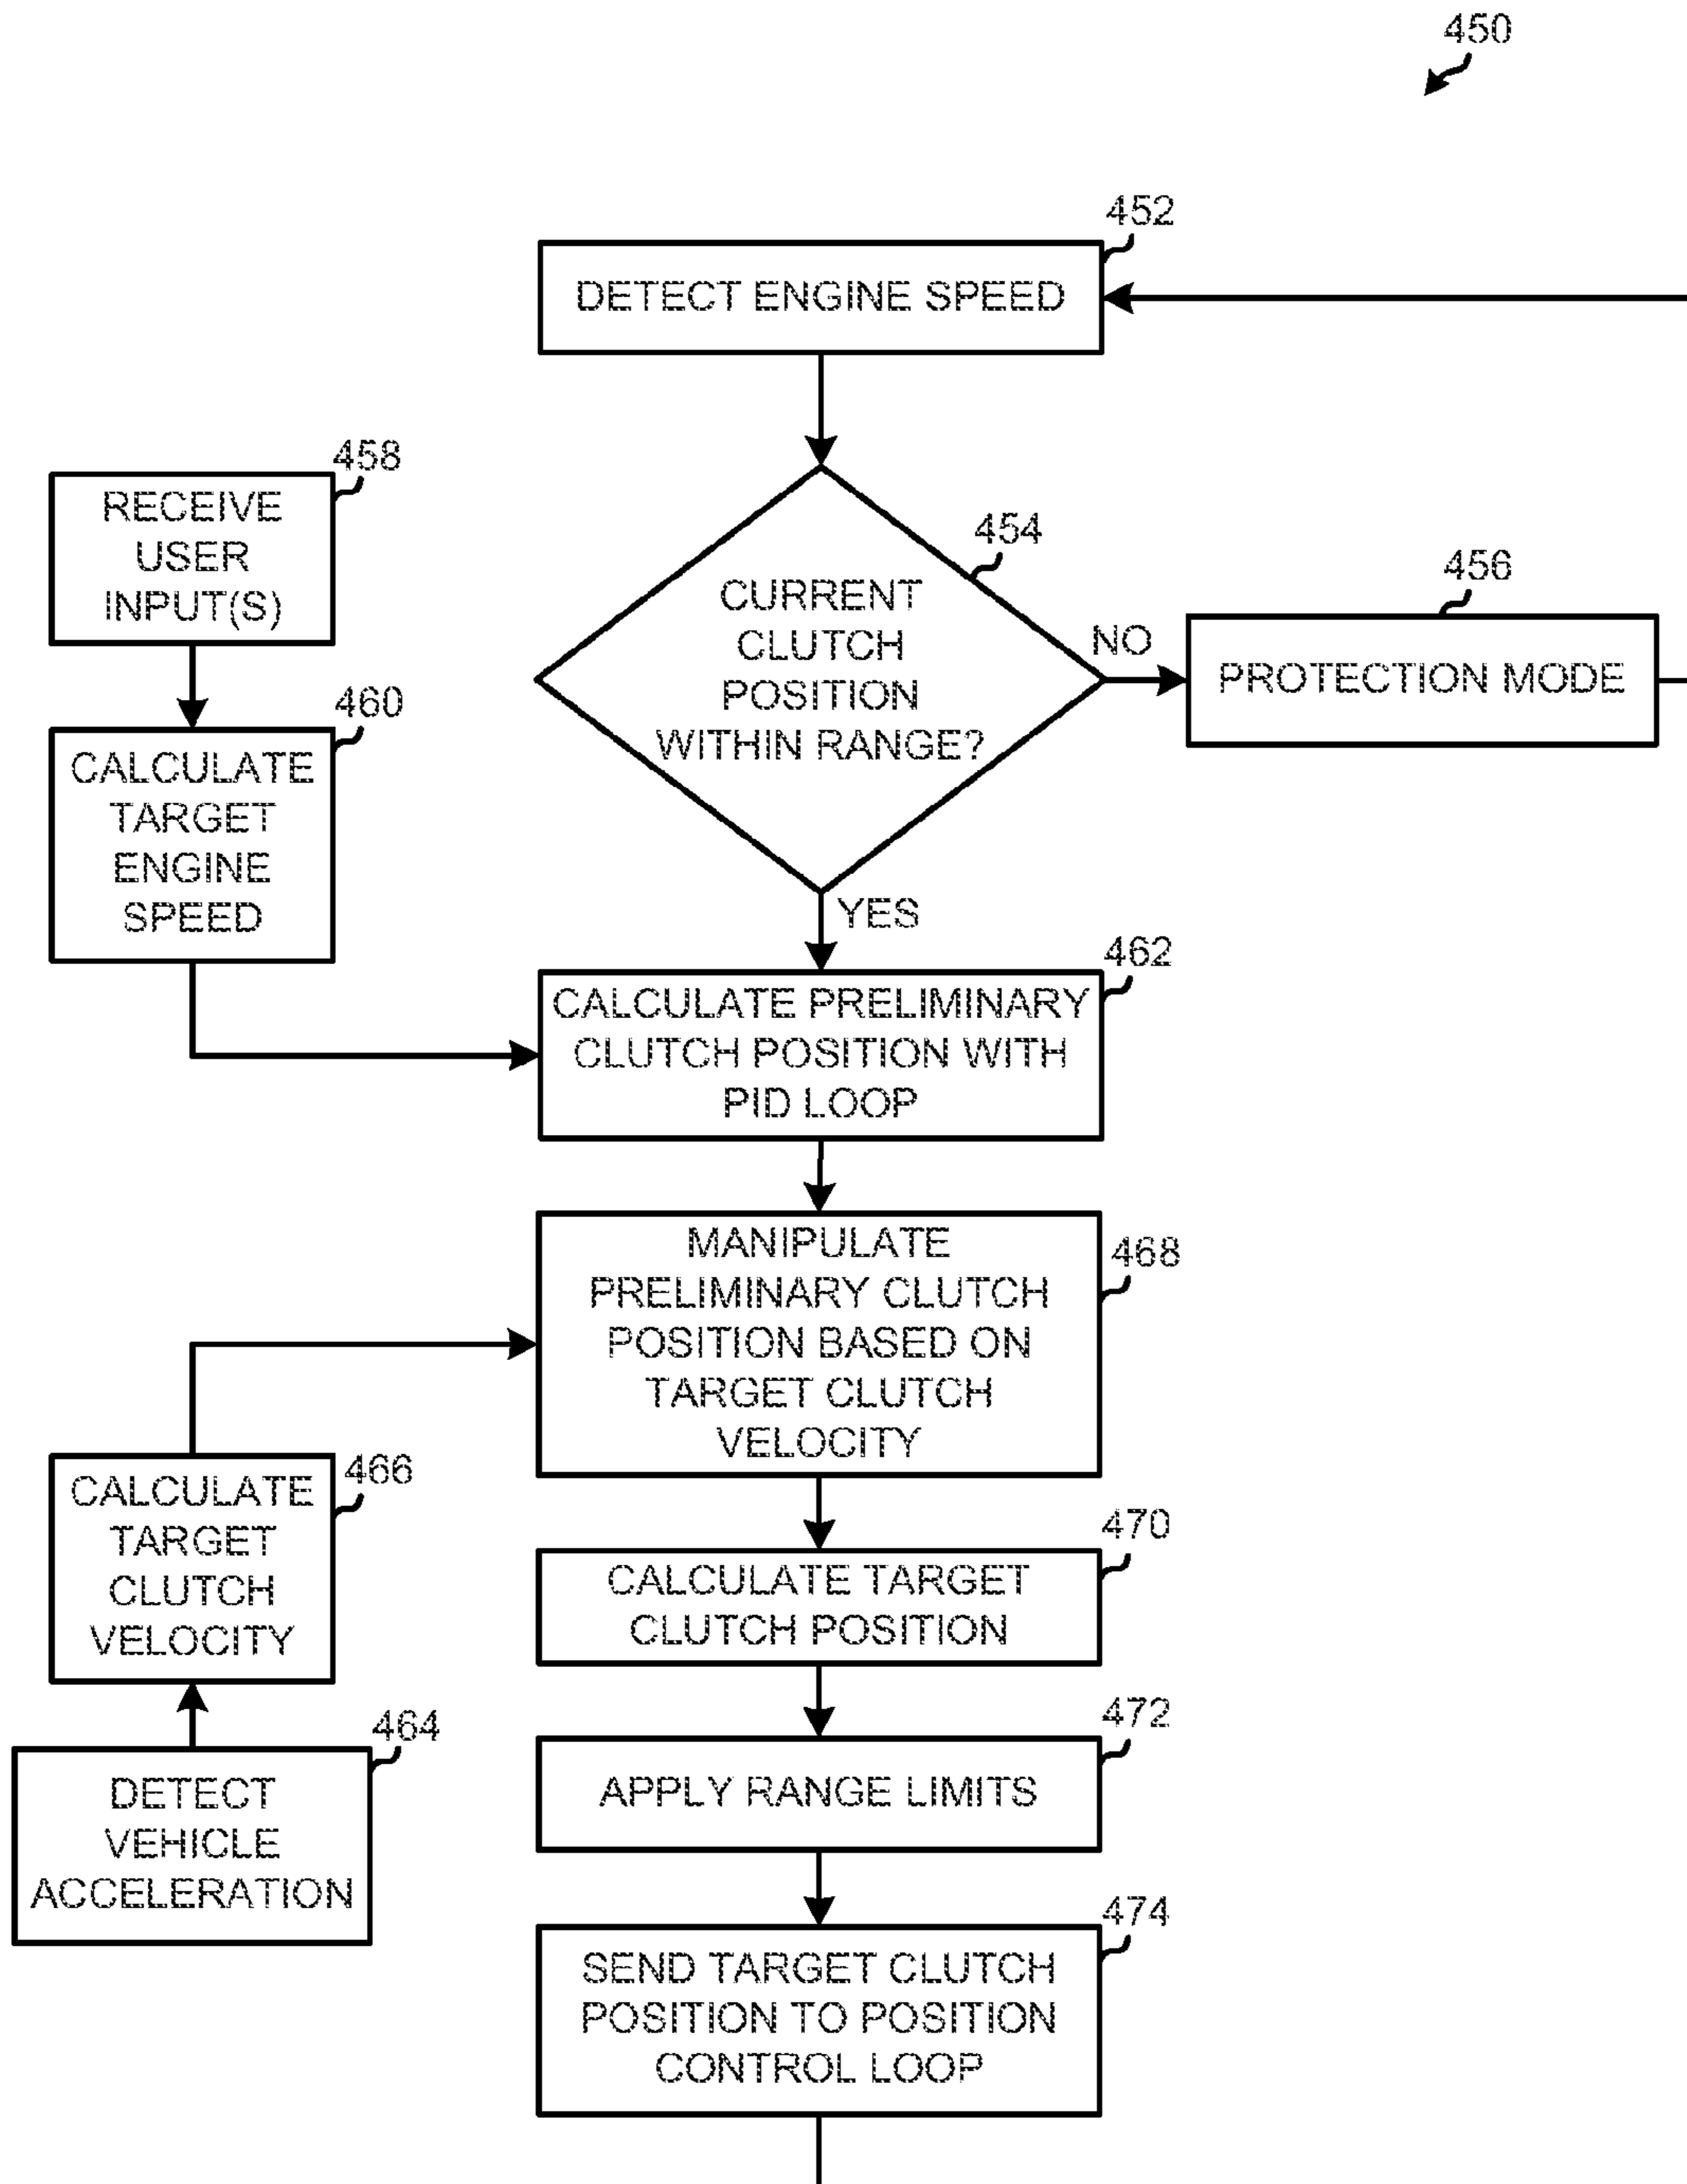 450
452
DETECT ENGINE SPEED
458
RECEIVE
USER
INPUT(S)
454
CURRENT
CLUTCH
POSITION
WITHIN RANGE?
NO
456
PROTECTION MODE
460
CALCULATE
TARGET
ENGINE
SPEED
YES
462
CALCULATE PRELIMINARY
CLUTCH POSITION WITH
PID LOOP
468
MANIPULATE
PRELIMINARY CLUTCH
POSITION BASED ON
TARGET CLUTCH
VELOCITY
466
CALCULATE
TARGET
CLUTCH
VELOCITY
470
CALCULATE TARGET
CLUTCH POSITION
464
DETECT
VEHICLE
ACCELERATION
472
APPLY RANGE LIMITS
474
SEND TARGET CLUTCH
POSITION TO POSITION
CONTROL LOOP